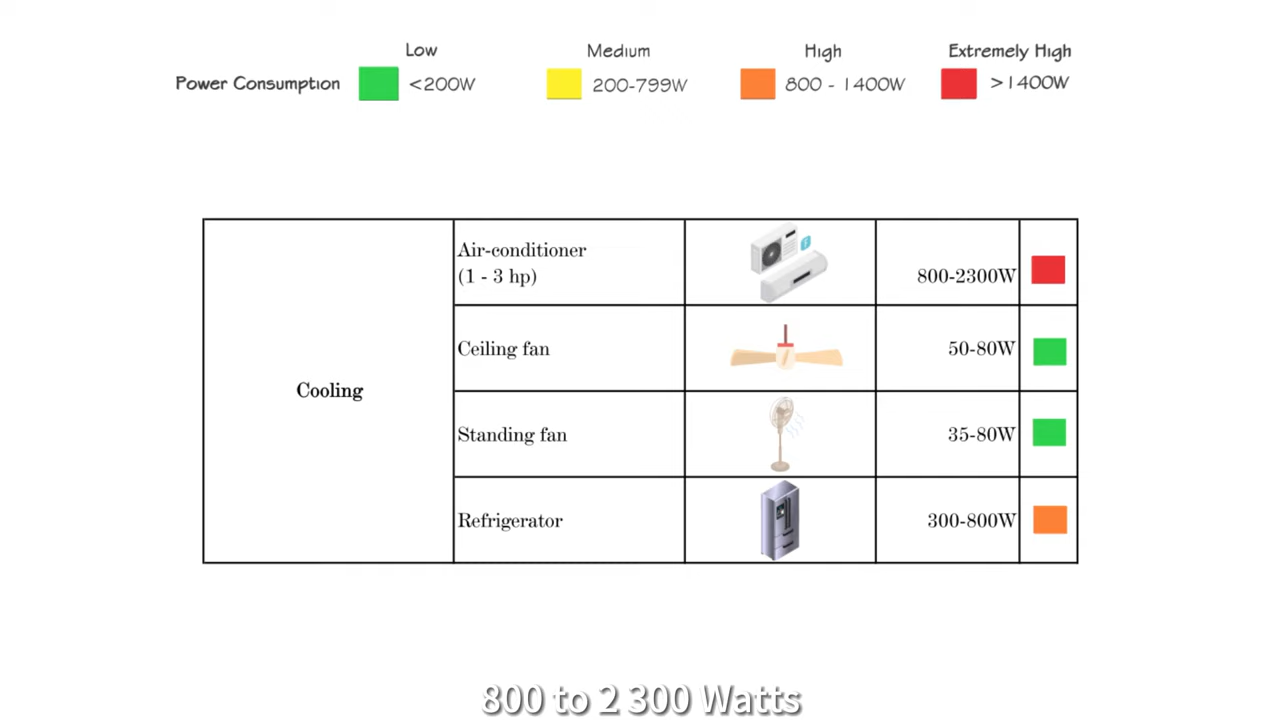 Low Medium High Extremely High
Power Consumption <200W 200-799W 800 - 1400W >1400W
Air-conditioner
(1 - 3 hp) 800-2300W
Ceiling fan 50-80W
Cooling
Standing fan 35-80W
Refrigerator 300-800W
800 to 2 300 Watts